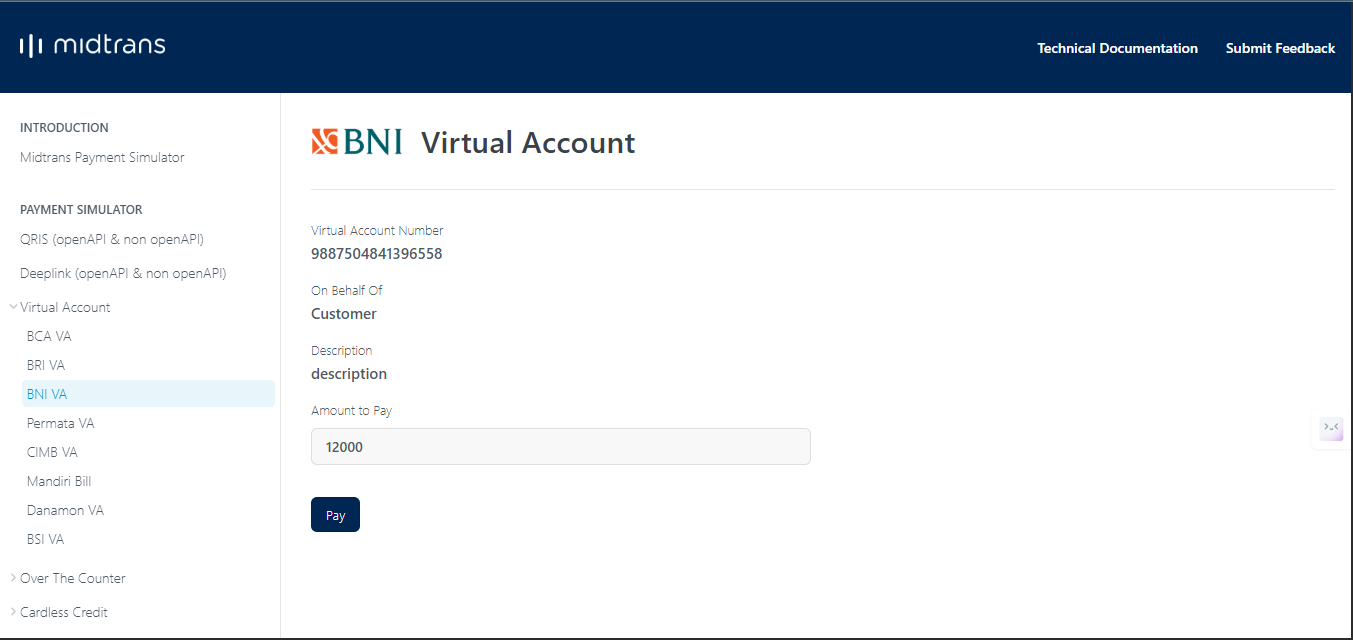 midtrans
Technical Documentation
Submit Feedback
INTRODUCTION
Midtrans Payment Simulator
PAYMENT SIMULATOR
QRIS (openAPI & non openAPI)
Deeplink (openAPI & non openAPI)
Virtual Account
BCA VA
BRI VA
BNI VA
Permata VA
CIMB VA
Mandiri Bill
Danamon VA
BSI VA
Over The Counter
Cardless Credit
BNI Virtual Account
Virtual Account Number
9887504841396558
On Behalf Of
Customer
Description
description
Amount to Pay
12000
Pay